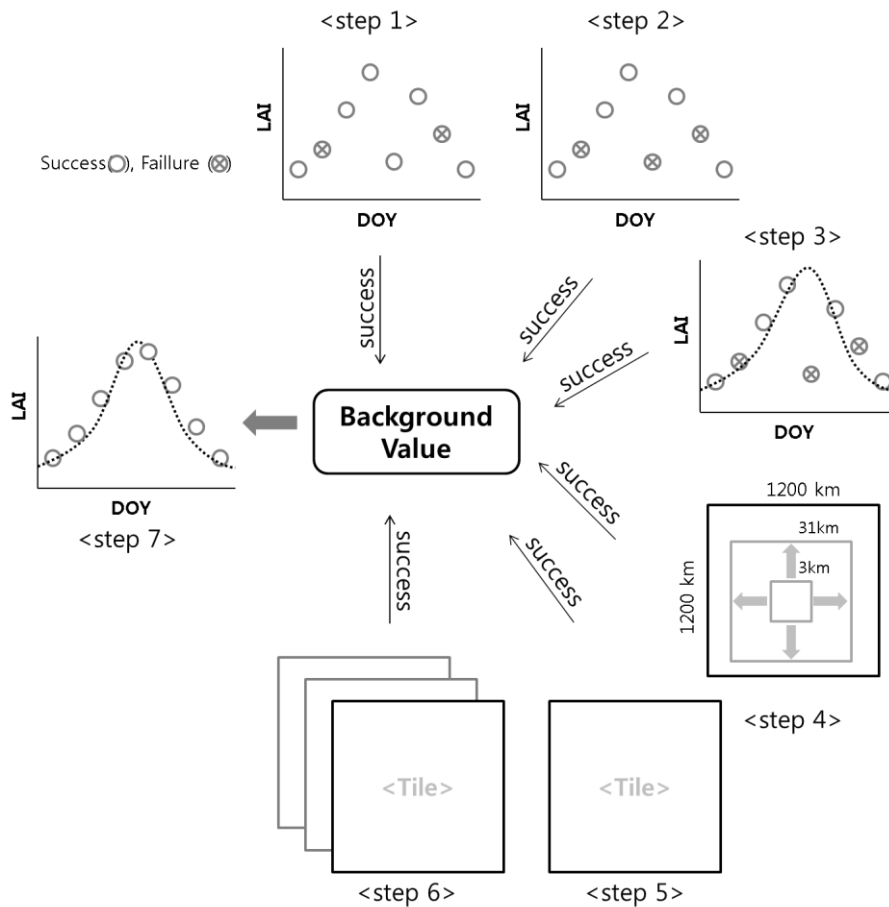 <step 1>
<step 2>
LAI
DOY
LAI
DOY
Success(), Faillure ()
<step 3>
LAI
DOY
success
success
success
Background
Value
LAI
DOY
<step 7>
success
success
success
1200 km
1200 km
31km
3km
<step 4>
<Tile>
<Tile>
<step 6>
<step 5>